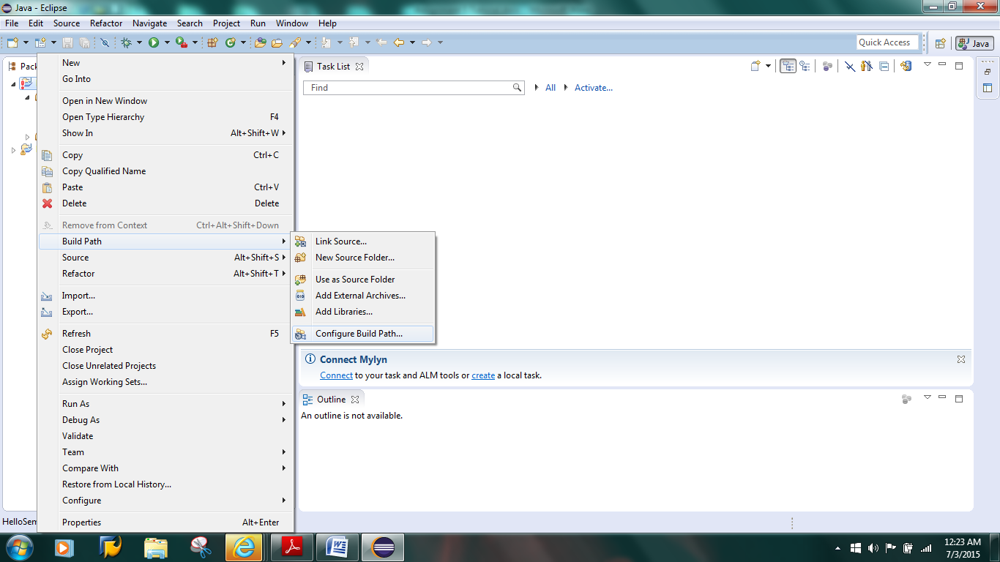 Java - Eclipse
File Edit Source Refactor Navigate Search Project Run Window Help
Quick Access
Java
Pack
New
Go Into
Open in New Window
Open Type Hierarchy F4
Show In Alt+Shift+W
Copy Ctrl+C
Copy Qualified Name
Paste Ctrl+V
Delete Delete
Remove from Context Ctrl+Alt+Shift+Down
Build Path
Source Alt+Shift+S
Refactor Alt+Shift+T
Import...
Export...
Refresh F5
Close Project
Close Unrelated Projects
Assign Working Sets...
Run As
Debug As
Validate
Team
Compare With
Restore from Local History...
Configure
Properties Alt+Enter
Link Source...
New Source Folder...
Use as Source Folder
Add External Archives...
Add Libraries...
Configure Build Path...
Task List
Find
All
Activate...
Connect Mylyn
Connect to your task and ALM tools or create a local task.
Outline
An outline is not available.
HelloSem
12:23 AM
7/3/2015